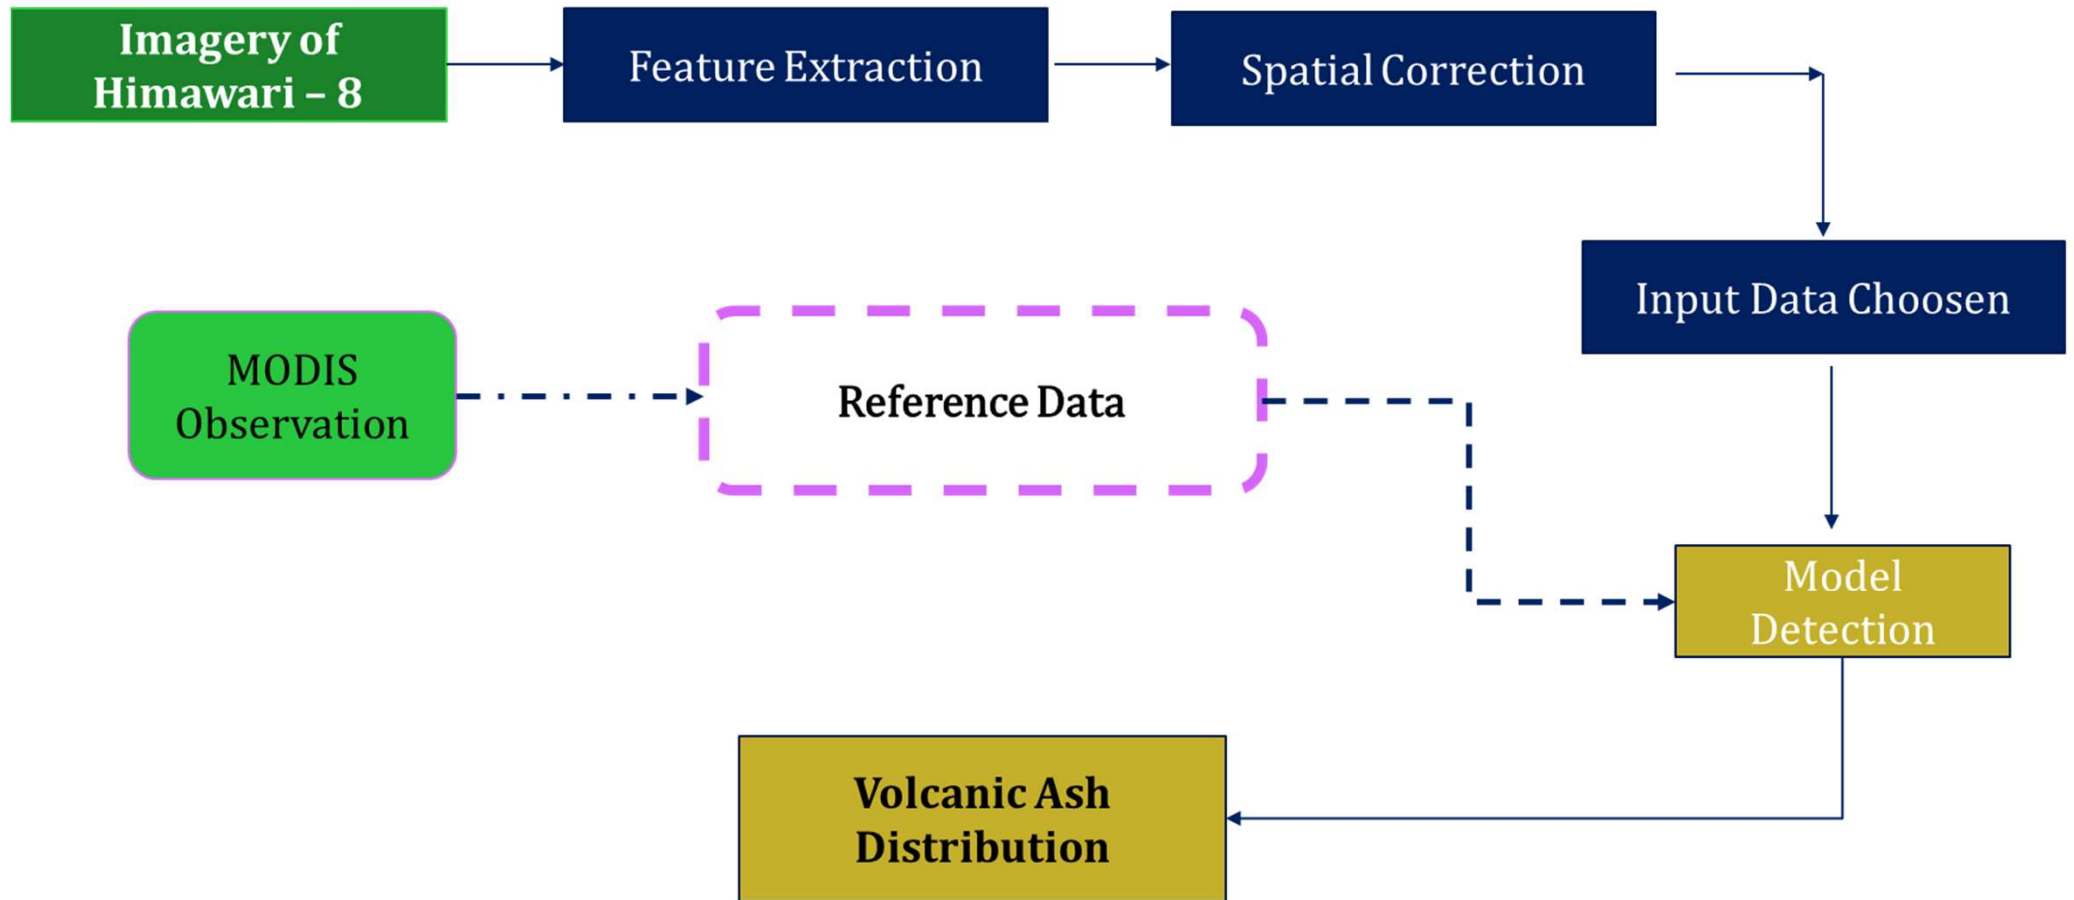 Imagery of
Himawari – 8
Feature Extraction
Spatial Correction
Input Data Choosen
MODIS
Observation
Reference Data
Model
Detection
Volcanic Ash
Distribution